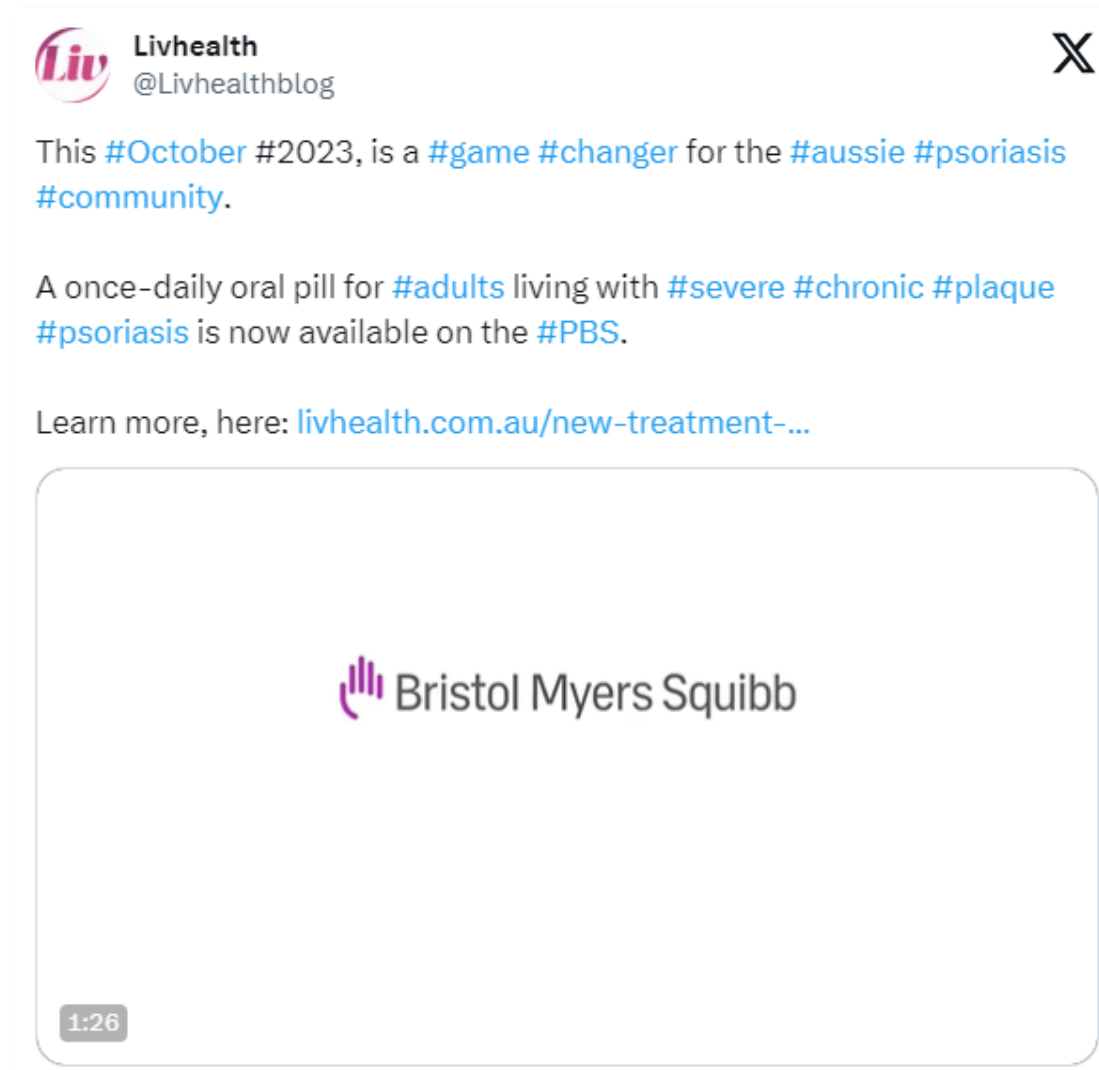 Liv
Livhealth
@Livhealthblog
X
This #October #2023, is a #game #changer for the #aussie #psoriasis
#community.
A once-daily oral pill for #adults living with #severe #chronic #plaque
#psoriasis is now available on the #PBS.
Learn more, here: livhealth.com.au/new-treatment-...
Bristol Myers Squibb
1:26